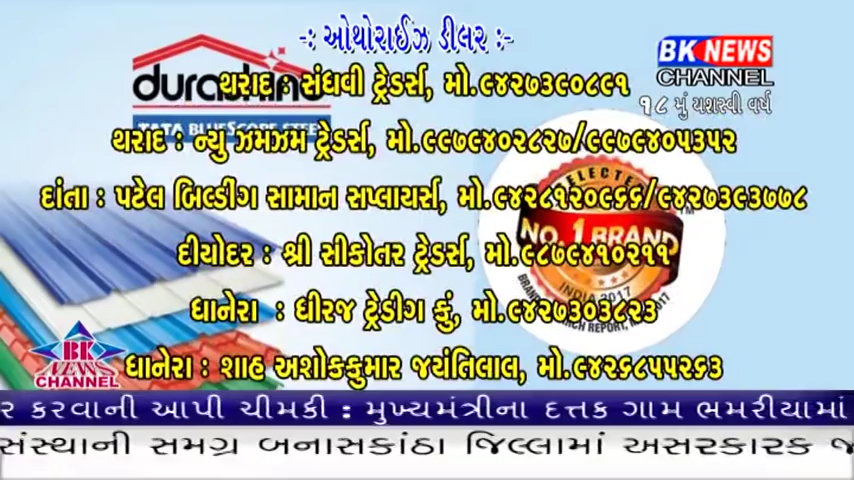 -: ઓથોરાઈઝ ડીલર :-
durashine
TATA BLUESCOPE STEEL
BK NEWS
CHANNEL
૧૮ મું યશસ્વી વર્ષ
થરાદ : સંઘવી ટ્રેડર્સ, મો.૯૪૨૭૩૯૦૮૯૧
થરાદ : ન્યુ ઝમઝમ ટ્રેડર્સ, મો.૯૯૭૯૪૦૨૮૨૭/૯૯૭૯૪૦૫૩૫૨
દાંતા : પટેલ બિલ્ડીંગ સામાન સપ્લાયર્સ, મો.૯૪૨૮૧૨૦૯૬૬/૯૪૨૭૩૯૩૭૭૮
દીયોદર : શ્રી સીકોતર ટ્રેડર્સ, મો.૯૮૭૯૪૧૦૨૧૧
ધાનેરા : ધીરજ ટ્રેડીગ કું, મો.૯૪૨૭૩૦૩૮૨૩
ધાનેરા : શાહ અશોકકુમાર જયંતિલાલ, મો.૯૪૨૬૮૫૫૨૬૩
SELECTED
NO. 1 BRAND
INDIA 2017
BK
NEWS
CHANNEL
ર કરવાની આપી ચીમકી : મુખ્યમંત્રીના દત્તક ગામ ભમરીયામાં
સંસ્થાની સમગ્ર બનાસકાંઠા જિલ્લામાં અસરકારક જ